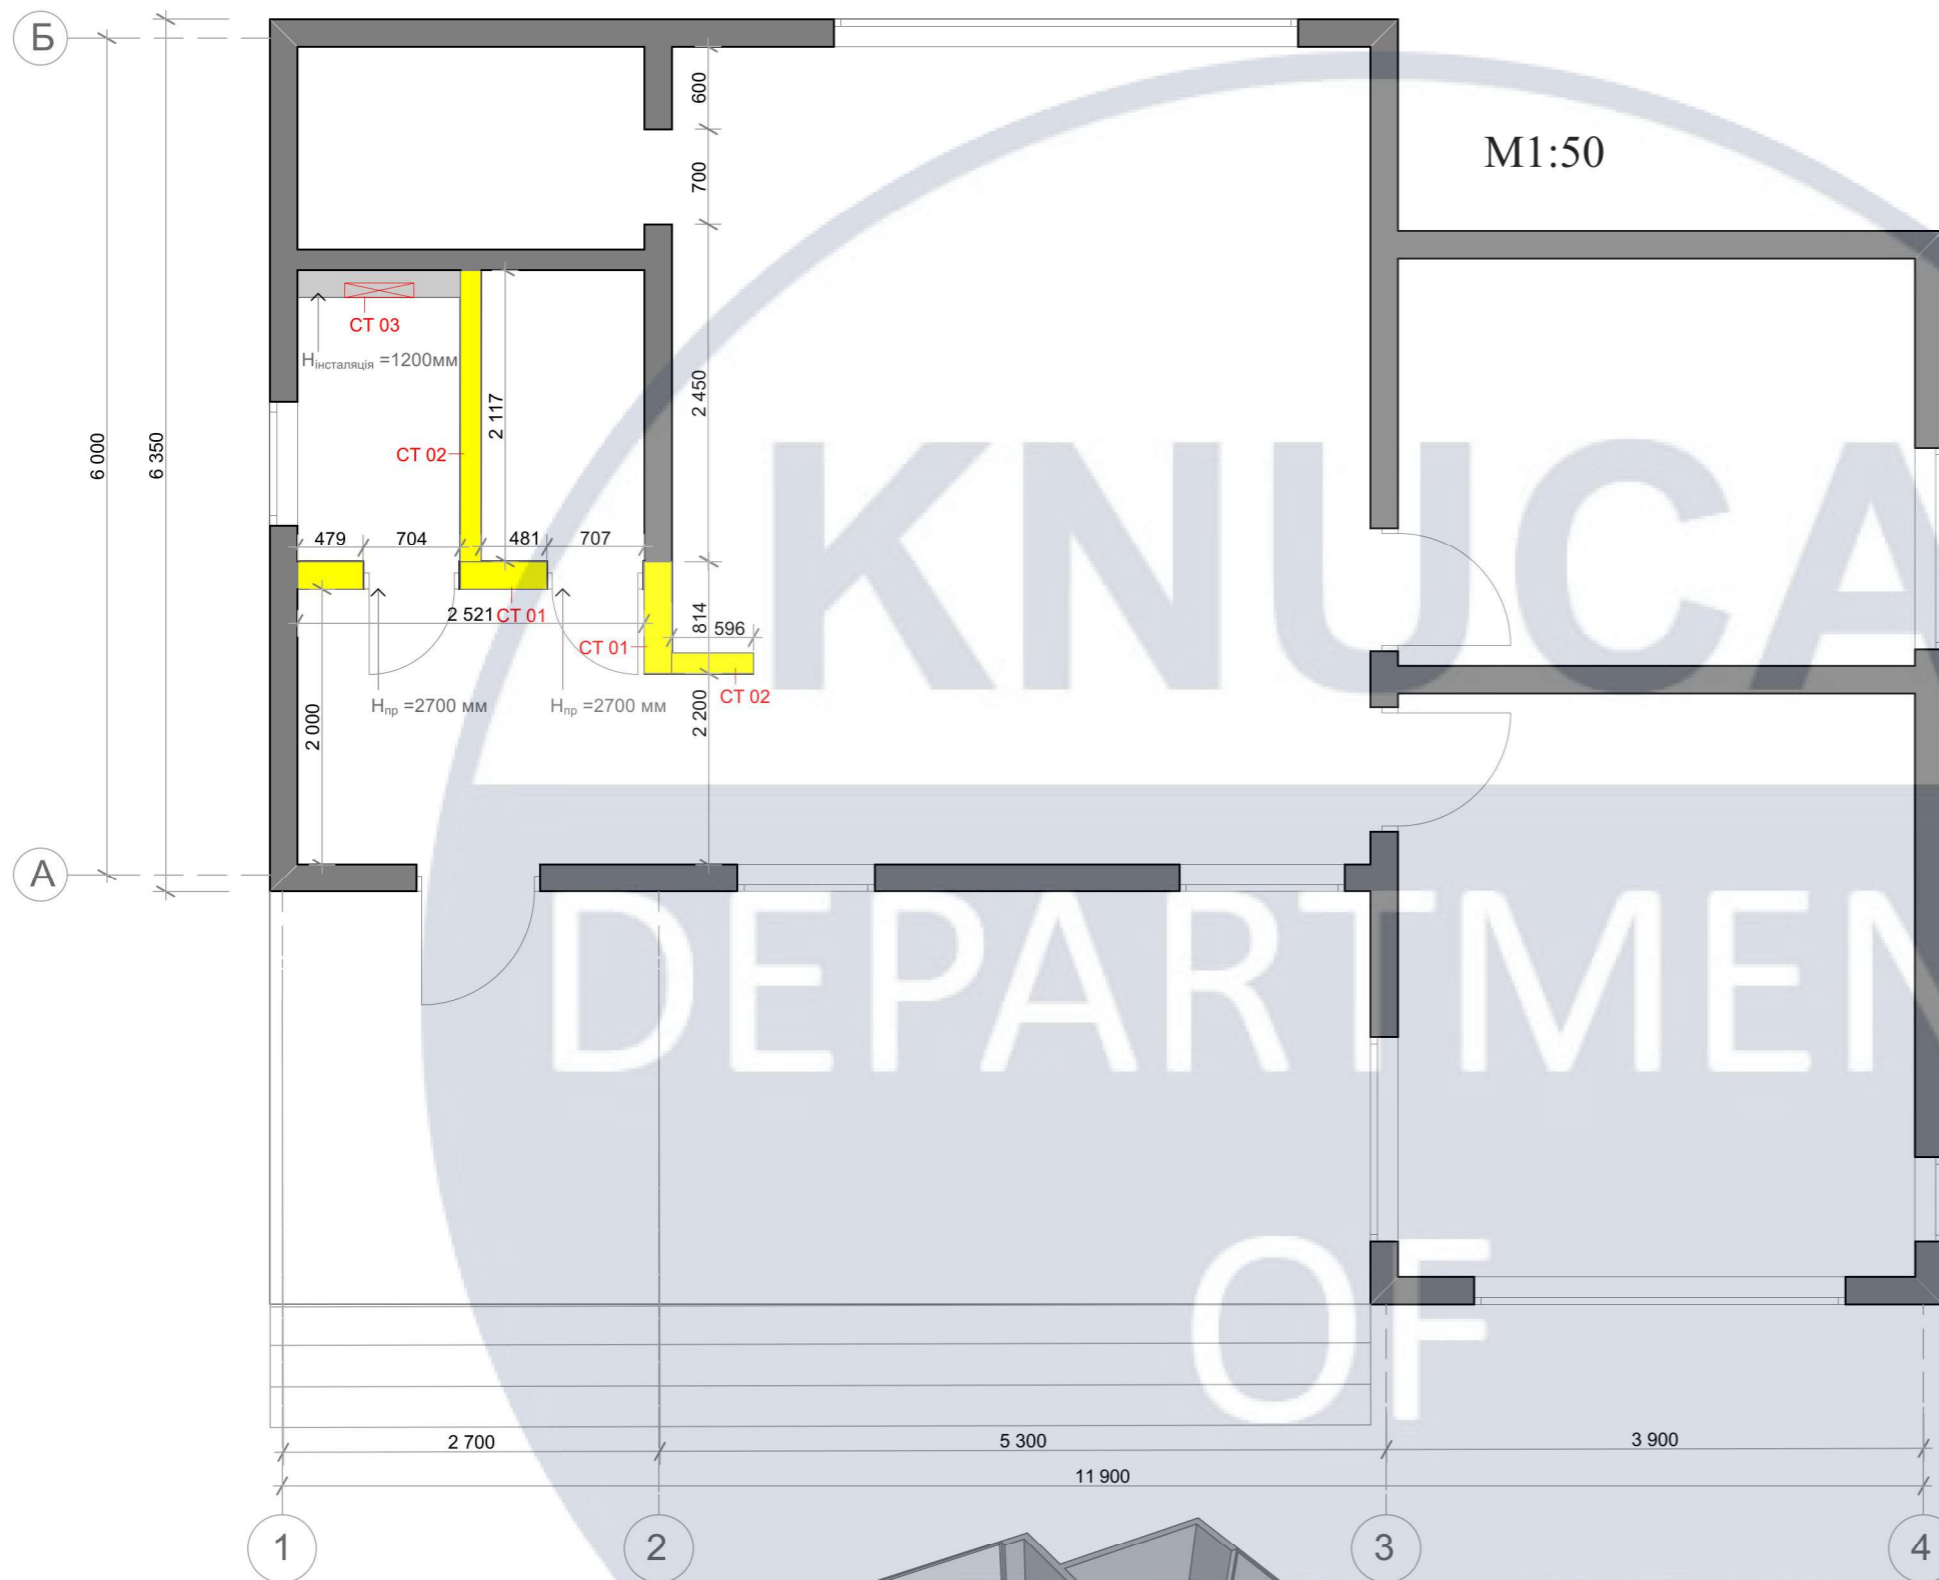 Б
600
М1:50
700
СТ 03
Нінсталяція =1200мм
2 450
2 117
6 000
6 350
СТ 02
KNUCA
479
704
481
707
2 521
СТ 01
814
596
СТ 01
СТ 02
Нпр =2700 мм
Нпр =2700 мм
2 000
2 200
А
DEPARTMEN
OF
2 700
5 300
3 900
11 900
1
2
3
4